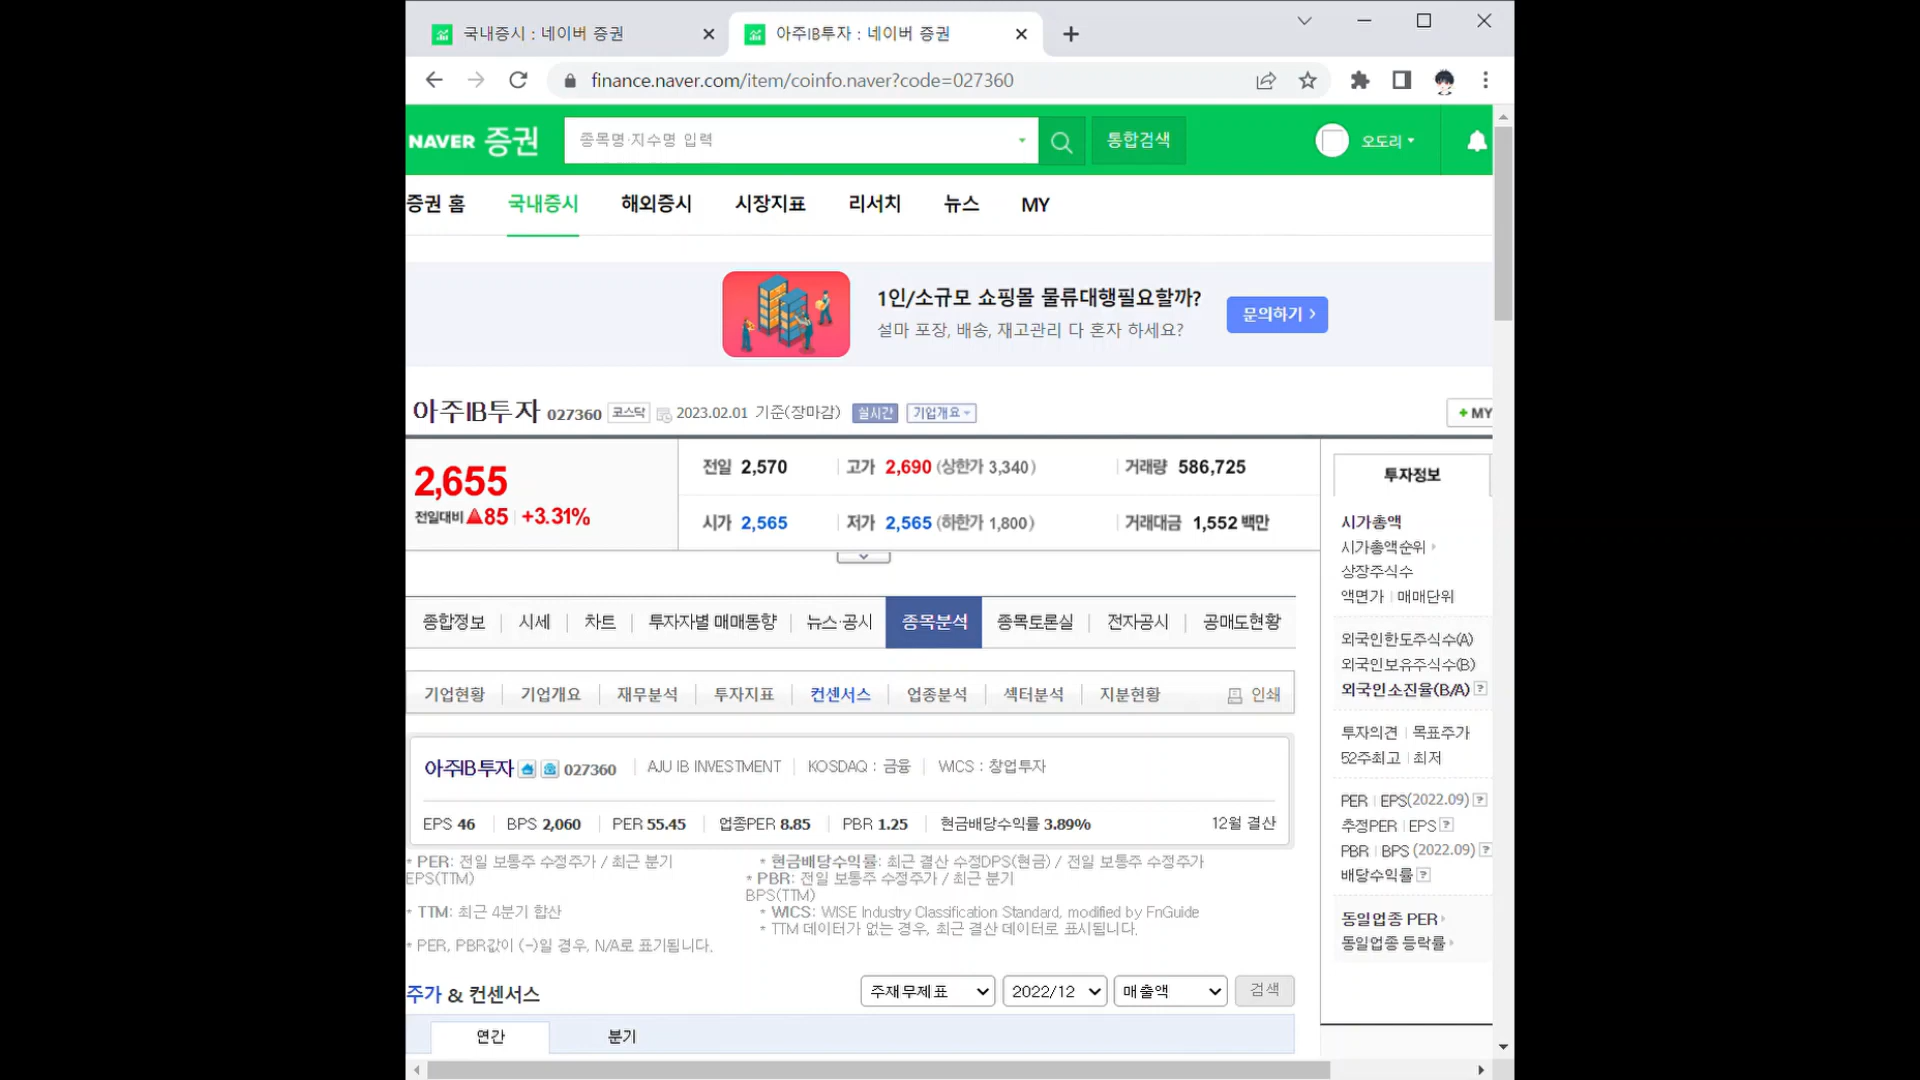 국내증시 : 네이버 증권
아주IB투자 : 네이버 증권
finance.naver.com/item/coinfo.naver?code=027360
NAVER 증권
종목명·지수명 입력
통합검색
오도리
증권 홈 국내증시 해외증시 시장지표 리서치 뉴스 MY
1인/소규모 쇼핑몰 물류대행필요할까?
설마 포장, 배송, 재고관리 다 혼자 하세요?
문의하기 >
아주IB투자 027360 코스닥 2023.02.01 기준(장마감) 실시간 기업개요
+ MY
2,655
전일대비 ▲85 +3.31%
전일 2,570 고가 2,690 (상한가 3,340) 거래량 586,725
시가 2,565 저가 2,565 (하한가 1,800) 거래대금 1,552 백만
투자정보
시가총액
시가총액순위
상장주식수
액면가 | 매매단위
외국인한도주식수(A)
외국인보유주식수(B)
외국인소진율(B/A) ?
투자의견 | 목표주가
52주최고 | 최저
PER | EPS(2022.09) ?
추정PER | EPS ?
PBR | BPS (2022.09) ?
배당수익률 ?
동일업종 PER
동일업종 등락률
종합정보 시세 차트 투자자별 매매동향 뉴스·공시 종목분석 종목토론실 전자공시 공매도현황
기업현황 기업개요 재무분석 투자지표 컨센서스 업종분석 섹터분석 지분현황 인쇄
아주IB투자 027360 AJU IB INVESTMENT KOSDAQ : 금융 WICS : 창업투자
EPS 46 BPS 2,060 PER 55.45 업종PER 8.85 PBR 1.25 현금배당수익률 3.89% 12월 결산
* PER: 전일 보통주 수정주가 / 최근 분기
EPS(TTM)
* TTM: 최근 4분기 합산
* PER, PBR값이 (-)일 경우, N/A로 표기됩니다.
* 현금배당수익률: 최근 결산 수정DPS(현금) / 전일 보통주 수정주가
* PBR: 전일 보통주 수정주가 / 최근 분기
BPS(TTM)
* WICS: WISE Industry Classification Standard, modified by FnGuide
* TTM 데이터가 없는 경우, 최근 결산 데이터로 표시됩니다.
주가 & 컨센서스
주재무제표 2022/12 매출액 검색
연간 분기